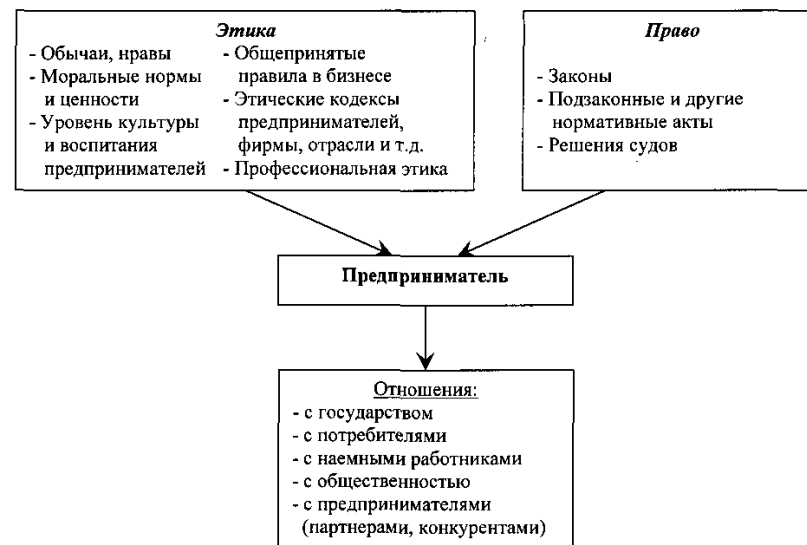 Этика
- Обычаи, нравы
- Моральные нормы
и ценности
- Уровень культуры
и воспитания
предпринимателей
- Общепринятые
правила в бизнесе
- Этические кодексы
предпринимателей,
фирмы, отрасли и т.д.
- Профессиональная этика
Право
- Законы
- Подзаконные и другие
нормативные акты
- Решения судов
Предприниматель
Отношения:
- с государством
- с потребителями
- с наемными работниками
- с общественностью
- с предпринимателями
(партнерами, конкурентами)